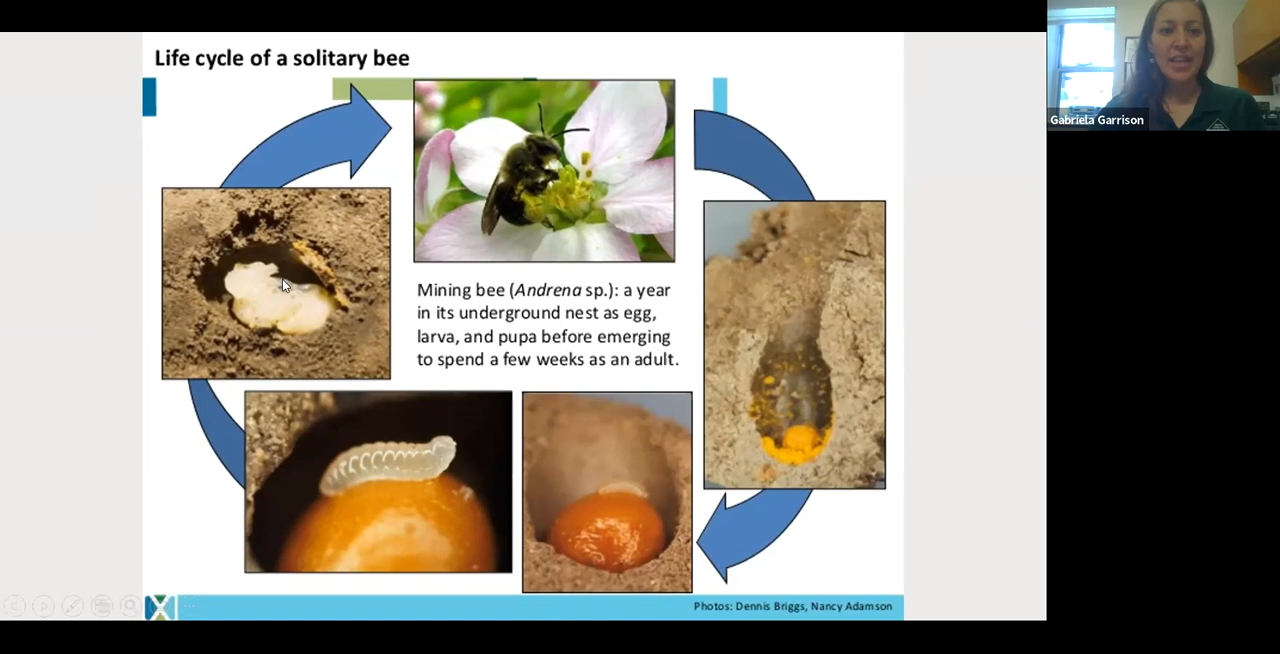 Life cycle of a solitary bee
Gabriela Garrison
Mining bee (Andrena sp.): a year
in its underground nest as egg,
larva, and pupa before emerging
to spend a few weeks as an adult.
Photos: Dennis Briggs, Nancy Adamson